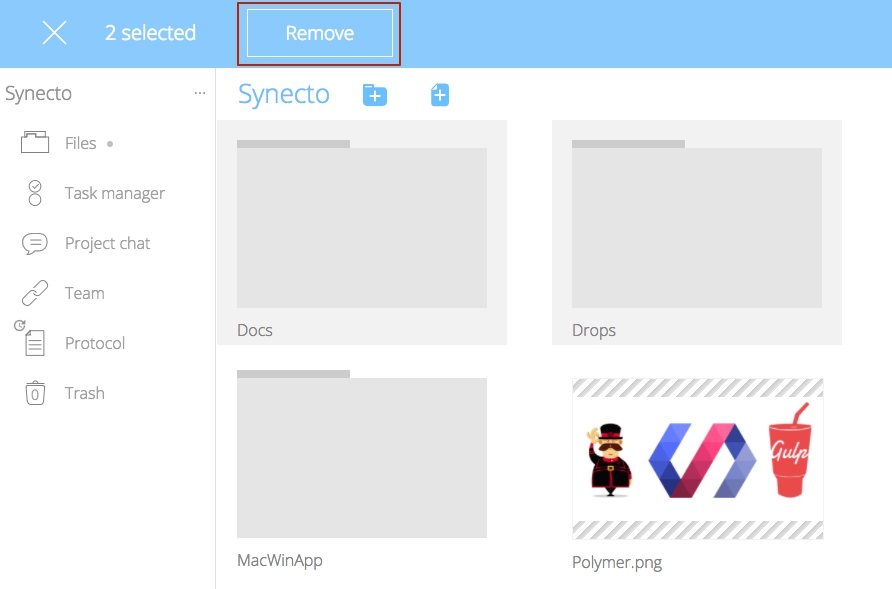 2 selected
Remove
Synecto
...
Files
Task manager
Project chat
Team
Protocol
0
Trash
Synecto
Docs
Drops
MacWinApp
Gulp
Polymer.png